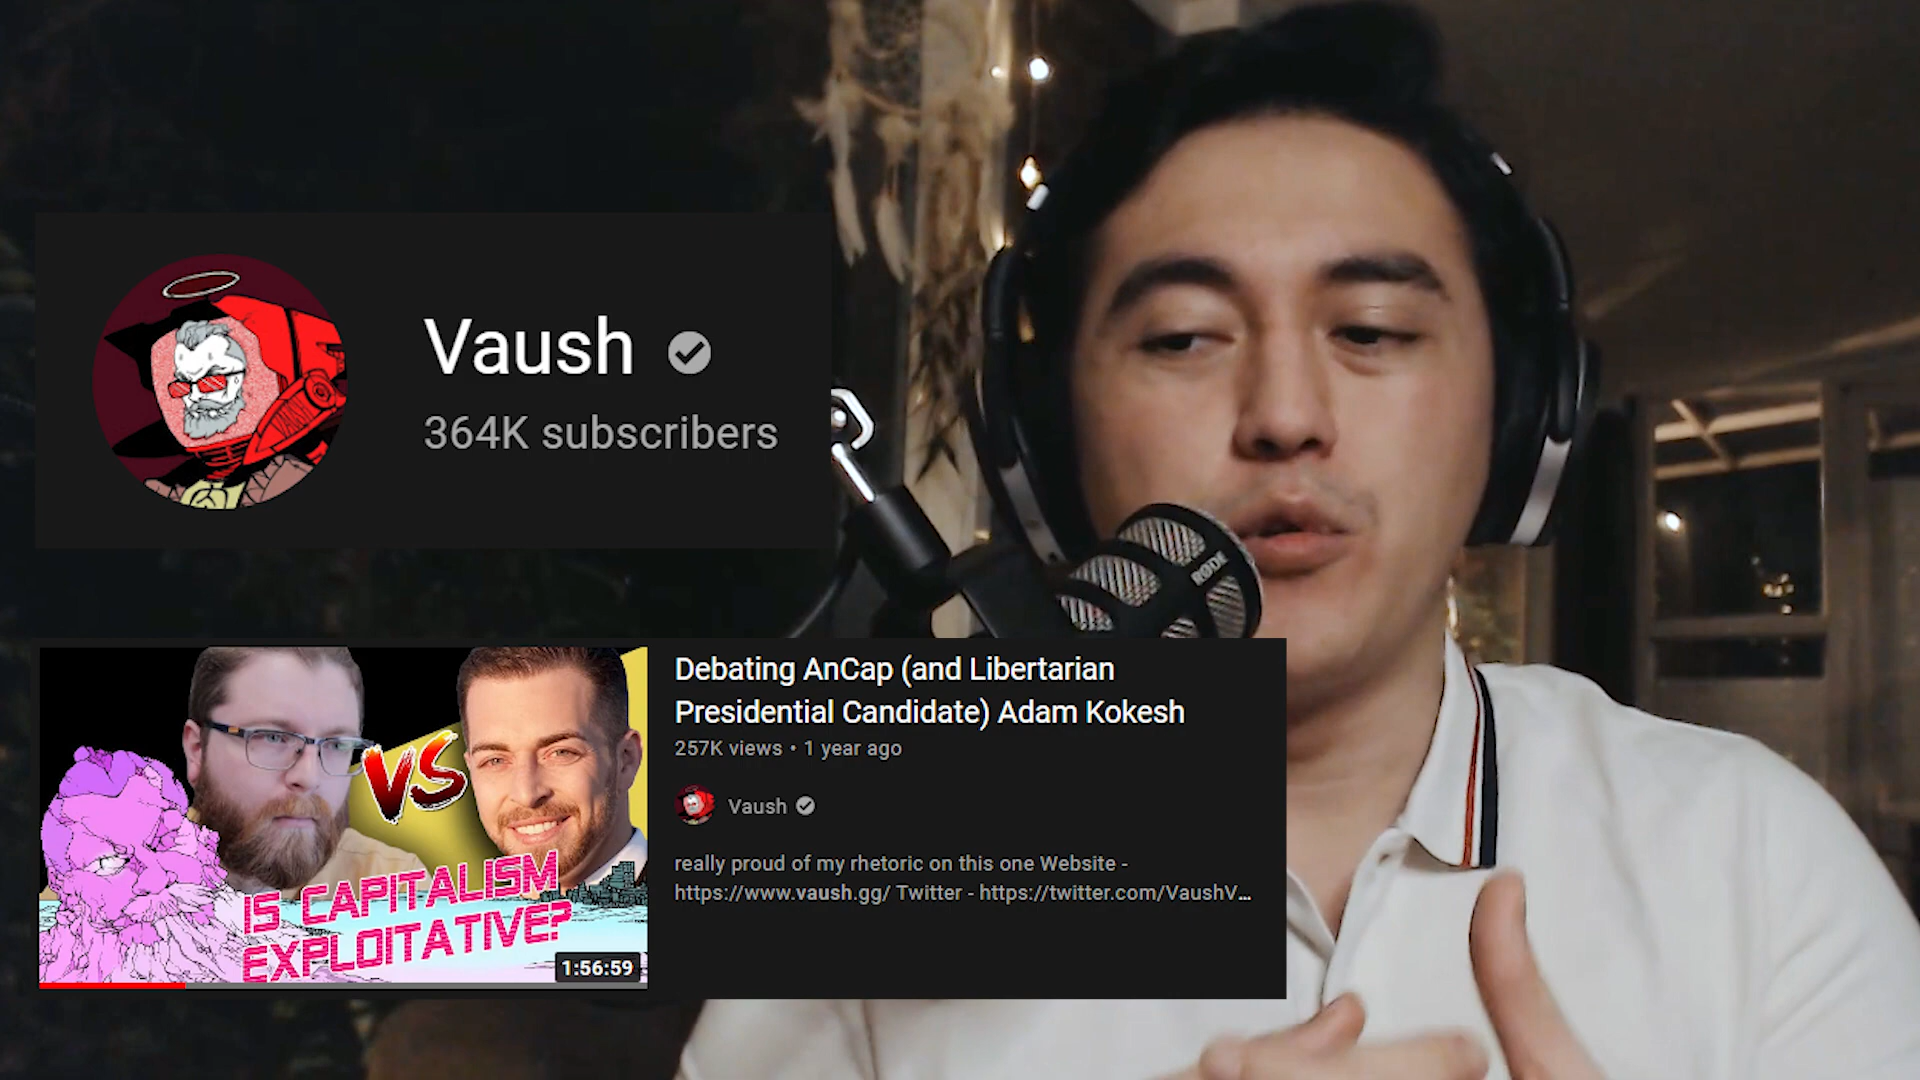 Vaush
364K subscribers
RØDE
Debating AnCap (and Libertarian
Presidential Candidate) Adam Kokesh
257K views • 1 year ago
Vaush
really proud of my rhetoric on this one Website -
https://www.vaush.gg/ Twitter - https://twitter.com/VaushV...
VS
IS CAPITALISM
EXPLOITATIVE?
1:56:59